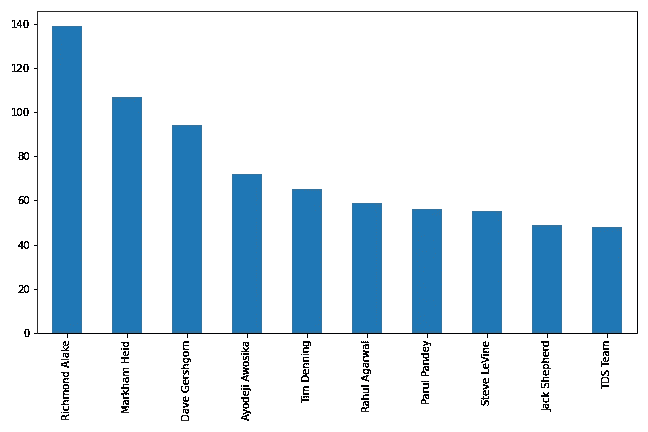 140
120
100
80
60
40
20
0
Richmond Alake
Markham Heid
Dave Gershgorn
Ayodeji Awosika
Tim Denning
Rahul Agarwal
Parul Pandey
Steve LeVine
Jack Shepherd
TDS Team